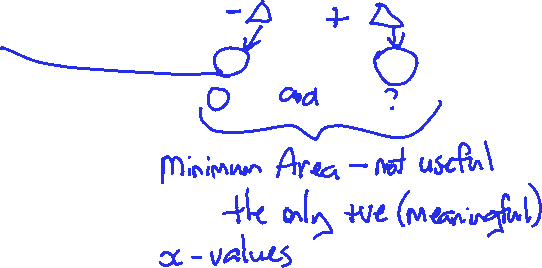 - Δ + Δ
0 and ?
Minimum Area - not useful
the only +ve (meaningful)
x-values